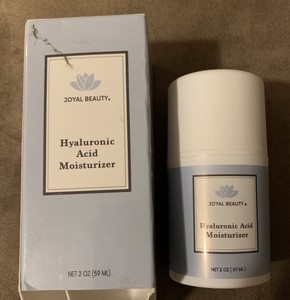 JOYAL BEAUTY.
Hyaluronic
Acid
Moisturizer
NET 2 OZ (59 ML)
JOYAL BEAUTY.
Hyaluronic Acid
Moisturizer
NET 2 OZ (59 ML)